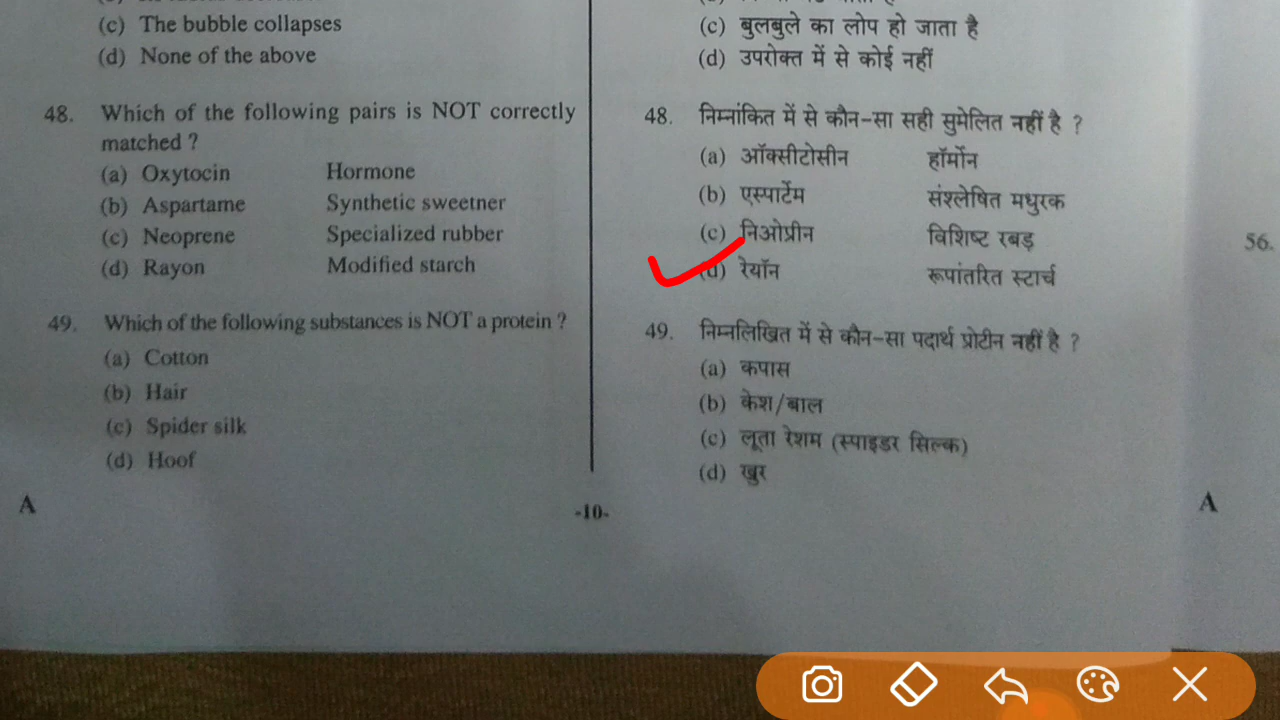 (c) The bubble collapses
(d) None of the above
48. Which of the following pairs is NOT correctly
matched ?
(a) Oxytocin Hormone
(b) Aspartame Synthetic sweetner
(c) Neoprene Specialized rubber
(d) Rayon Modified starch
49. Which of the following substances is NOT a protein ?
(a) Cotton
(b) Hair
(c) Spider silk
(d) Hoof
A
-10-
(c) बुलबुले का लोप हो जाता है
(d) उपरोक्त में से कोई नहीं
48. निम्नांकित में से कौन-सा सही सुमेलित नहीं है ?
(a) ऑक्सीटोसीन हॉर्मोन
(b) एस्पार्टेम संश्लेषित मधुरक
(c) निओप्रीन विशिष्ट रबड़
(d) रेयॉन रूपांतरित स्टार्च
49. निम्नलिखित में से कौन-सा पदार्थ प्रोटीन नहीं है ?
(a) कपास
(b) केश/बाल
(c) लूता रेशम (स्पाइडर सिल्क)
(d) खुर
A
56.